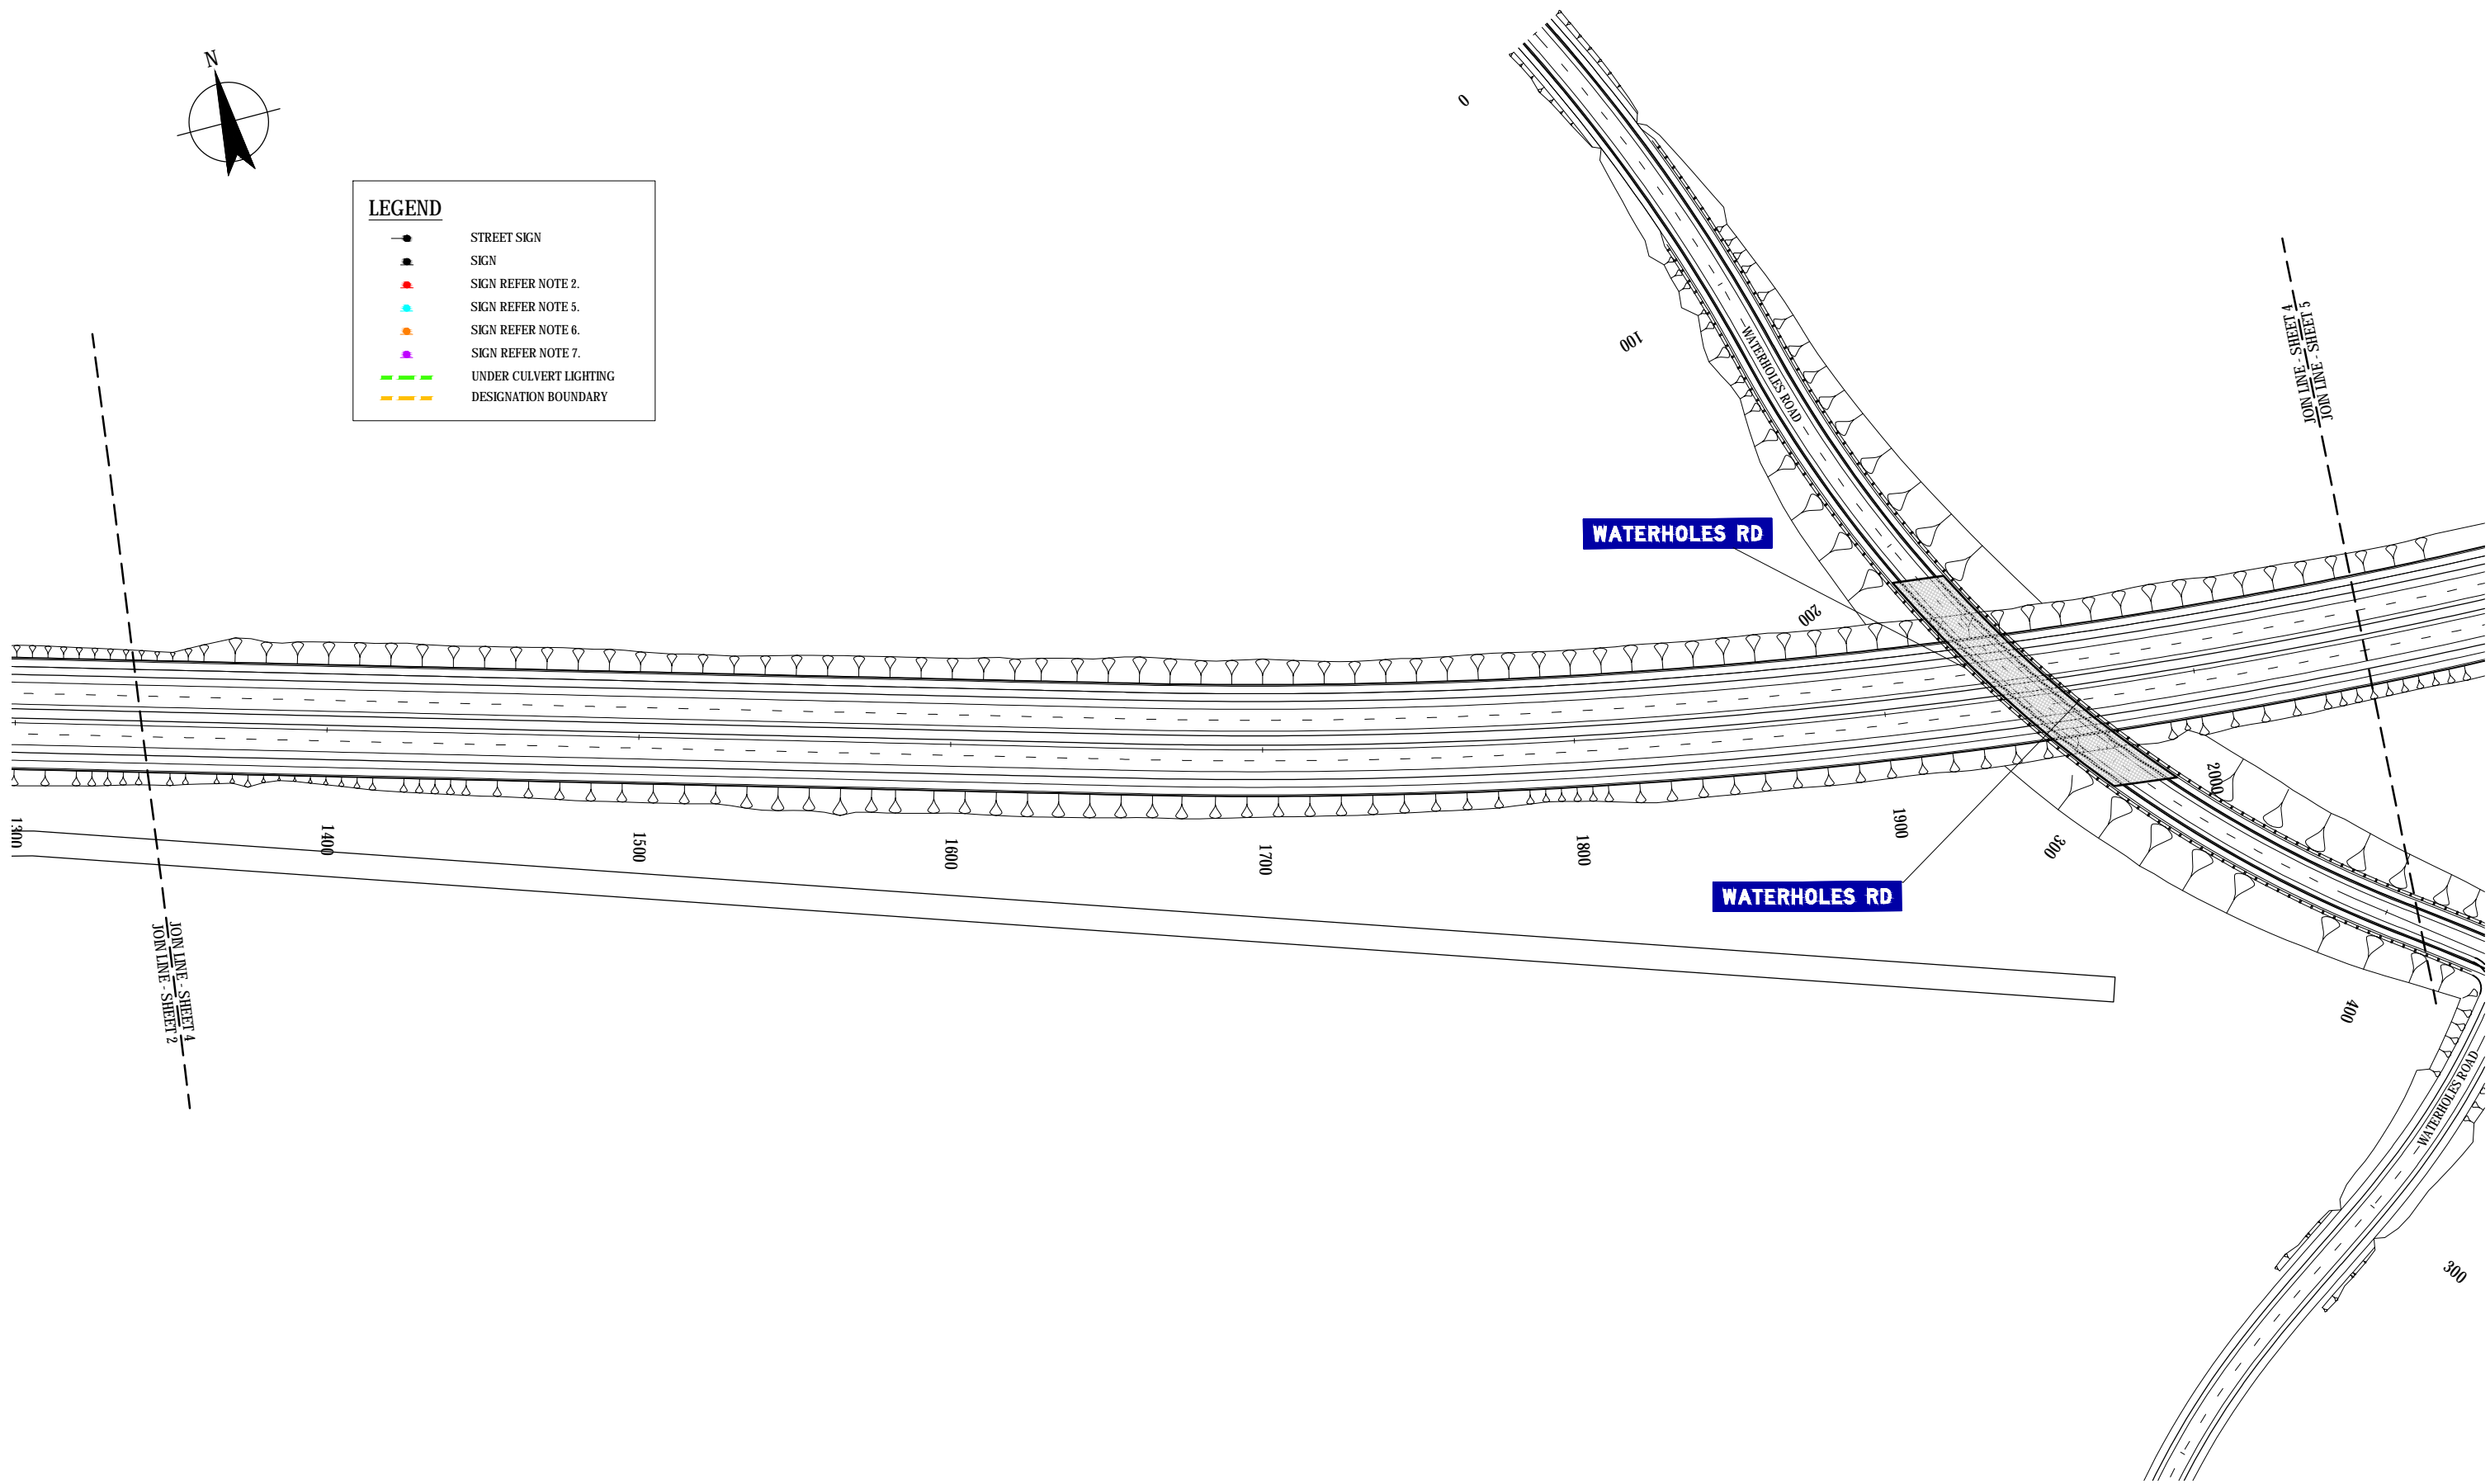 N
LEGEND
STREET SIGN
SIGN
SIGN REFER NOTE 2.
SIGN REFER NOTE 5.
SIGN REFER NOTE 6.
SIGN REFER NOTE 7.
UNDER CULVERT LIGHTING
DESIGNATION BOUNDARY
0
100
WATERHOLES ROAD
JOIN LINE - SHEET 4
JOIN LINE - SHEET 5
WATERHOLES RD
200
2000
1300
1400
1500
1600
1700
1800
1900
300
WATERHOLES RD
JOIN LINE - SHEET 4
JOIN LINE - SHEET 2
400
WATERHOLES ROAD
300